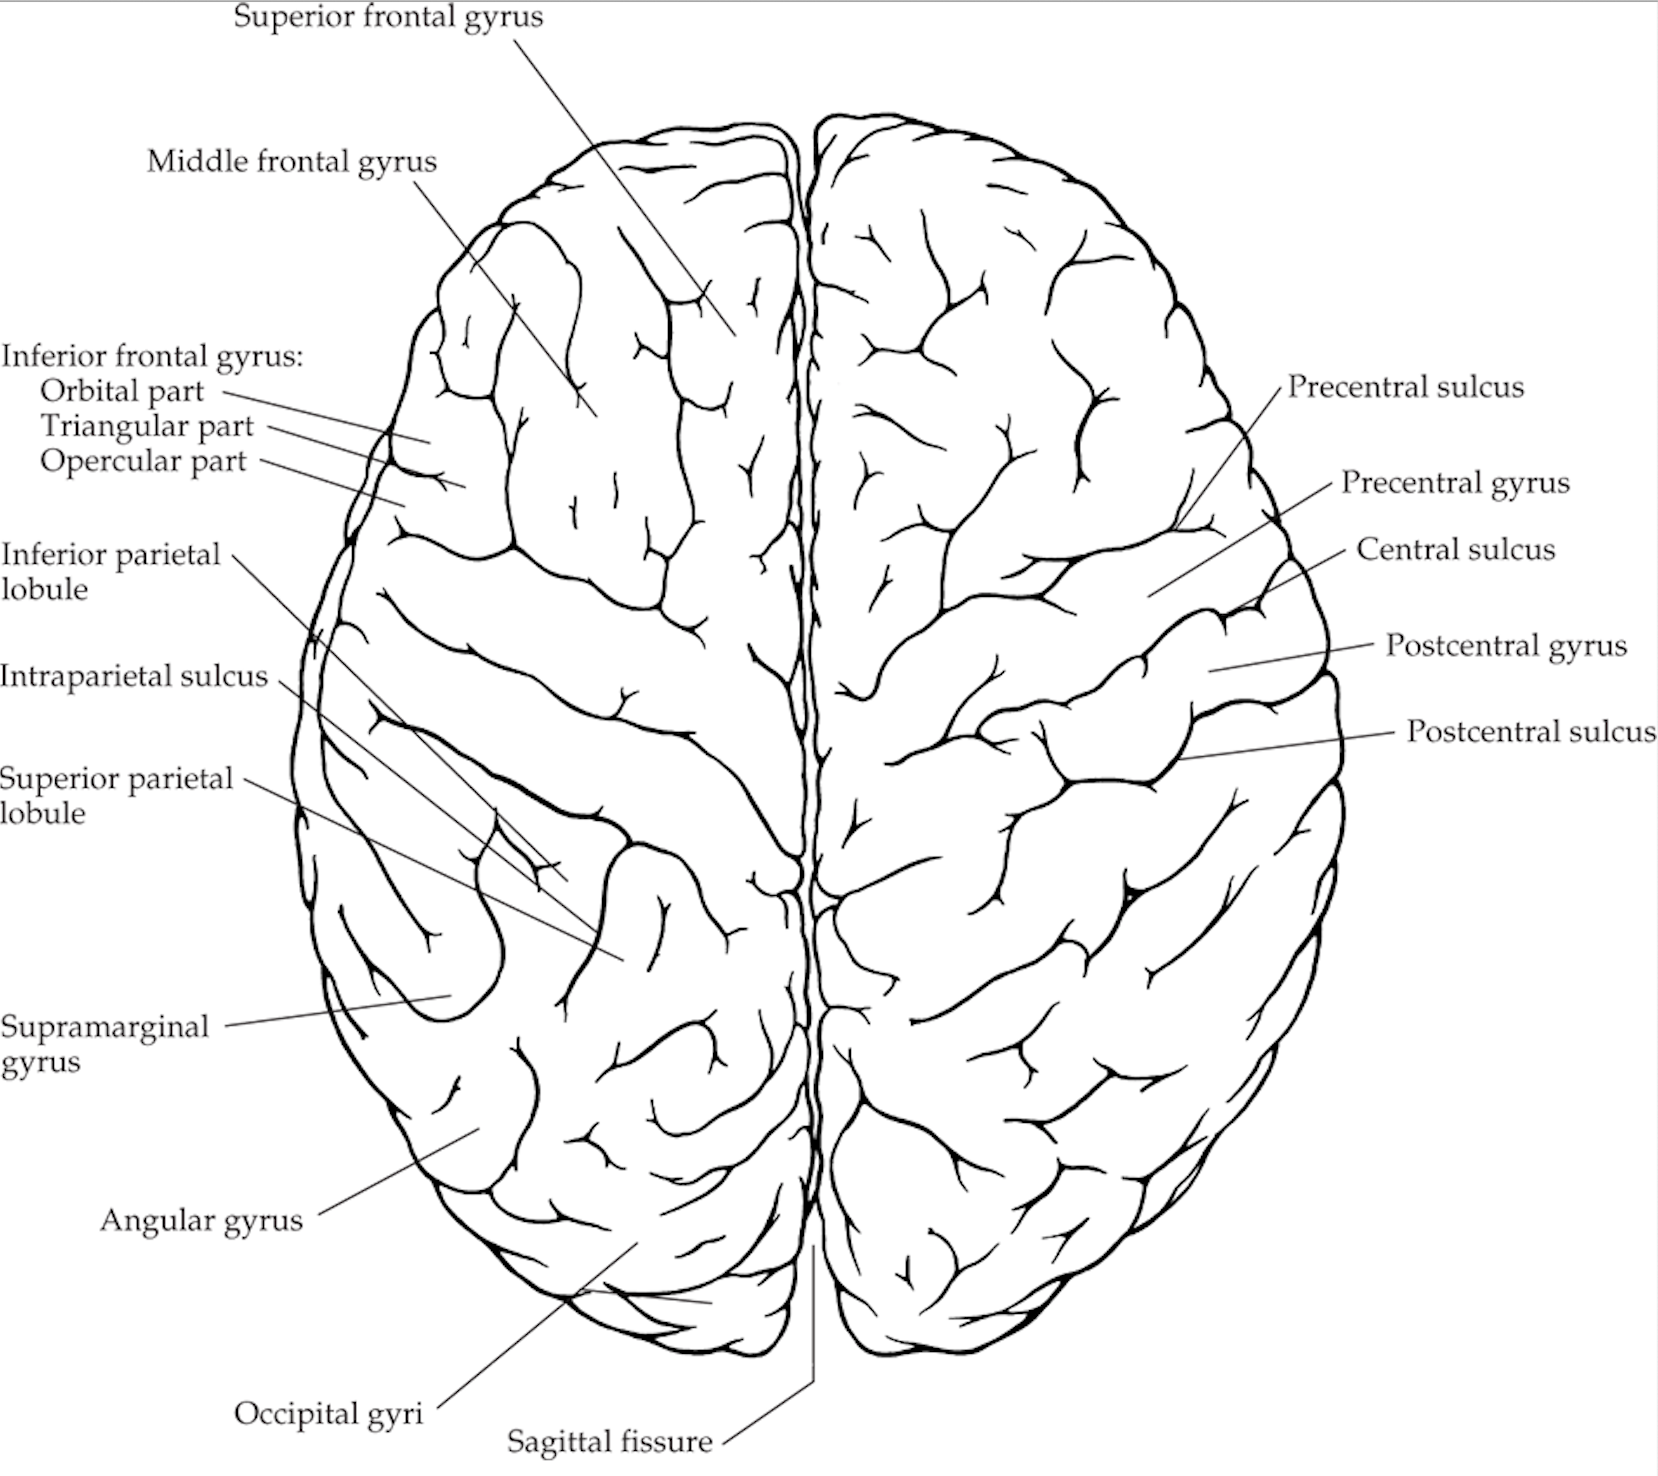 Superior frontal gyrus
Middle frontal gyrus
Inferior frontal gyrus:
Orbital part
Triangular part
Opercular part
Inferior parietal
lobule
Intraparietal sulcus
Superior parietal
lobule
Supramarginal
gyrus
Angular gyrus
Occipital gyri
Sagittal fissure
Precentral sulcus
Precentral gyrus
Central sulcus
Postcentral gyrus
Postcentral sulcus